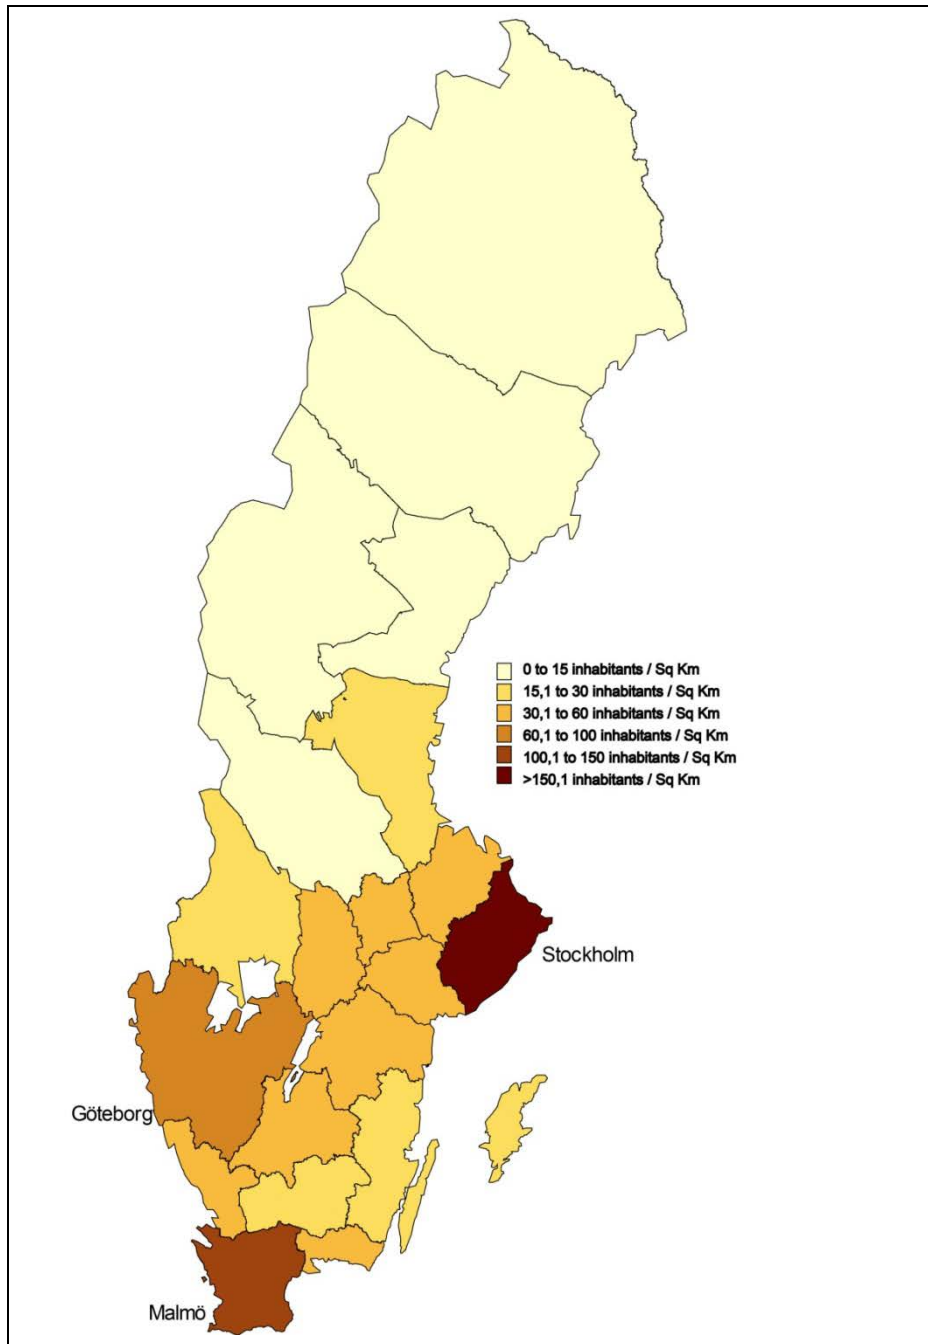 0 to 15 inhabitants / Sq Km
15,1 to 30 inhabitants / Sq Km
30,1 to 60 inhabitants / Sq Km
60,1 to 100 inhabitants / Sq Km
100,1 to 150 inhabitants / Sq Km
>150,1 inhabitants / Sq Km
Stockholm
Göteborg
Malmö